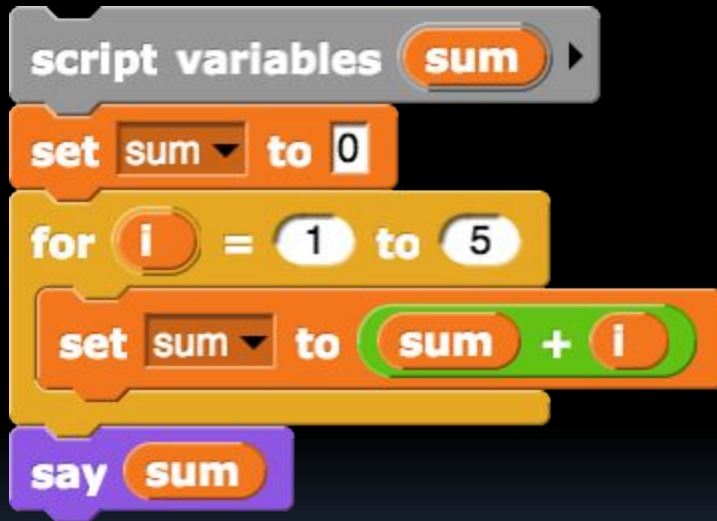 script variables sum
set sum to 0
for i = 1 to 5
set sum to sum + i
say sum